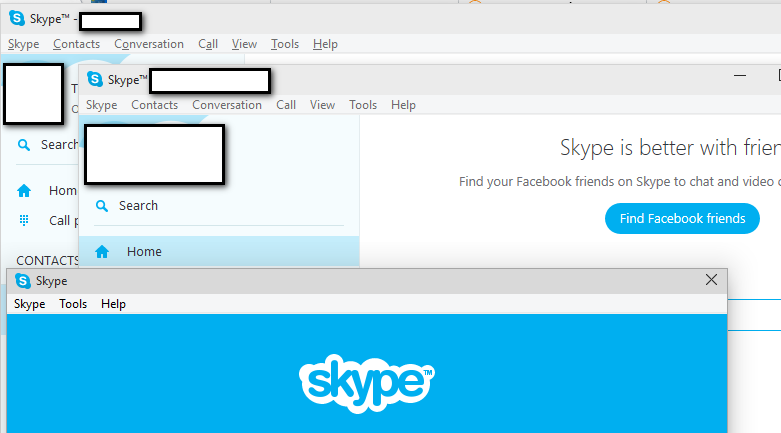 Skype™ -
Skype Contacts Conversation Call View Tools Help
Skype™
Skype Contacts Conversation Call View Tools Help
Search
Hom
Call p
CONTACTS
Search
Home
Skype is better with frien
Find your Facebook friends on Skype to chat and video
Find Facebook friends
Skype
Skype Tools Help
skype™